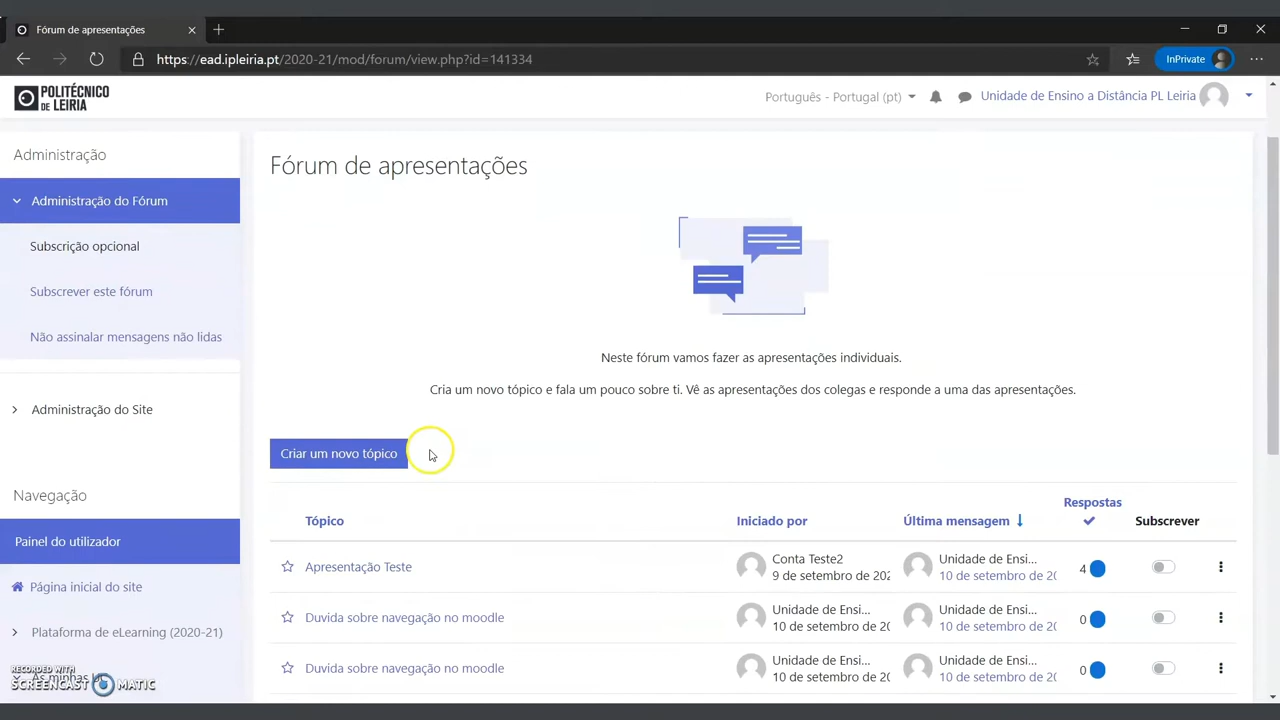 Fórum de apresentações
https://ead.ipleiria.pt/2020-21/mod/forum/view.php?id=141334
InPrivate
POLITÉCNICO
DE LEIRIA
Português - Portugal (pt)
Unidade de Ensino a Distância PL Leiria
Administração
Administração do Fórum
Subscrição opcional
Subscrever este fórum
Não assinalar mensagens não lidas
Administração do Site
Navegação
Painel do utilizador
Página inicial do site
Plataforma de eLearning (2020-21)
As minhas
RECORDED WITH
SCREENCAST MATIC
Fórum de apresentações
Neste fórum vamos fazer as apresentações individuais.
Cria um novo tópico e fala um pouco sobre ti. Vê as apresentações dos colegas e responde a uma das apresentações.
Criar um novo tópico
Tópico Iniciado por Última mensagem Respostas Subscrever
Apresentação Teste Conta Teste2 Unidade de Ensi... 4
9 de setembro de 202 10 de setembro de 20
Duvida sobre navegação no moodle Unidade de Ensi... Unidade de Ensi... 0
10 de setembro de 20 10 de setembro de 20
Duvida sobre navegação no moodle Unidade de Ensi... Unidade de Ensi... 0
10 de setembro de 20 10 de setembro de 20